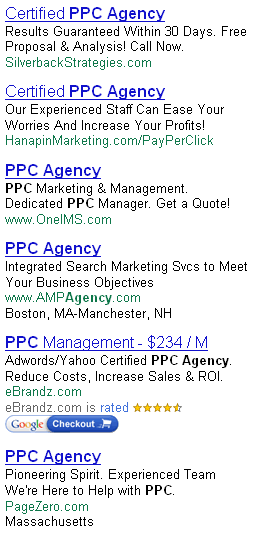 Certified PPC Agency
Results Guaranteed Within 30 Days. Free
Proposal & Analysis! Call Now.
SilverbackStrategies.com
Certified PPC Agency
Our Experienced Staff Can Ease Your
Worries And Increase Your Profits!
HanapinMarketing.com/PayPerClick
PPC Agency
PPC Marketing & Management.
Dedicated PPC Manager. Get a Quote!
www.OneIMS.com
PPC Agency
Integrated Search Marketing Svcs to Meet
Your Business Objectives
www.AMPAgency.com
Boston, MA-Manchester, NH
PPC Management - $234 / M
Adwords/Yahoo Certified PPC Agency.
Reduce Costs, Increase Sales & ROI.
eBrandz.com
eBrandz.com is rated
Google Checkout
PPC Agency
Pioneering Spirit. Experienced Team
We're Here to Help with PPC.
PageZero.com
Massachusetts